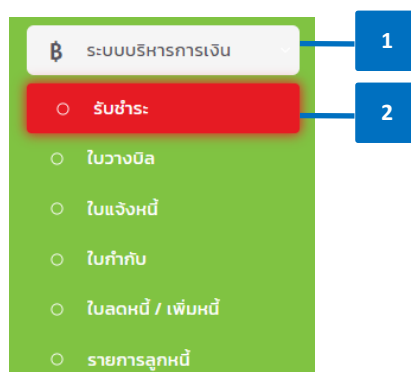 ฿ ระบบบริหารการเงิน 1
รับชำระ 2
ใบวางบิล
ใบแจ้งหนี้
ใบกำกับ
ใบลดหนี้ / เพิ่มหนี้
รายการลูกหนี้